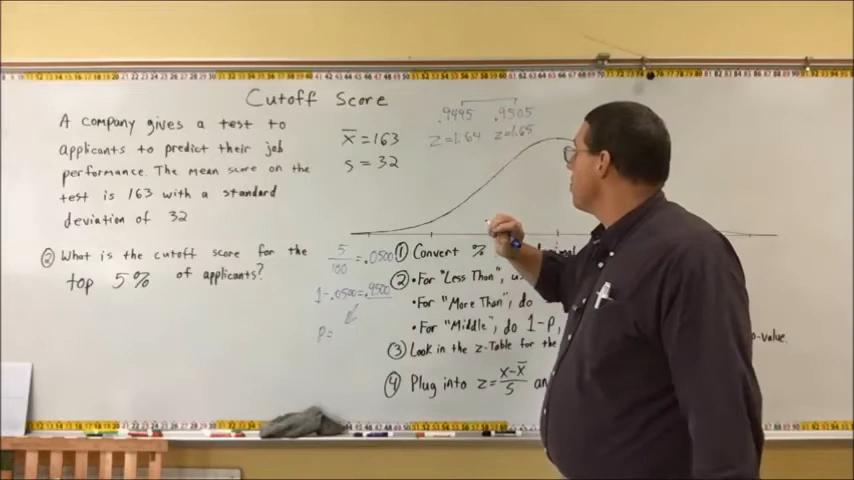 Cutoff Score
A company gives a test to
applicants to predict their job
performance. The mean score on the
test is 163 with a standard
deviation of 32
② What is the cutoff score for the
top 5% of applicants?
x̅ = 163
s = 32
.9495 .9505
z=1.64 z=1.65
5/100 = .0500
1-.0500=.9500
P=
① Convert %
② • For "Less Than",
• For "More Than", do
• For "Middle", do 1-P,
③ Look in the z-Table for the
-value.
④ Plug into z = x-x̅/s